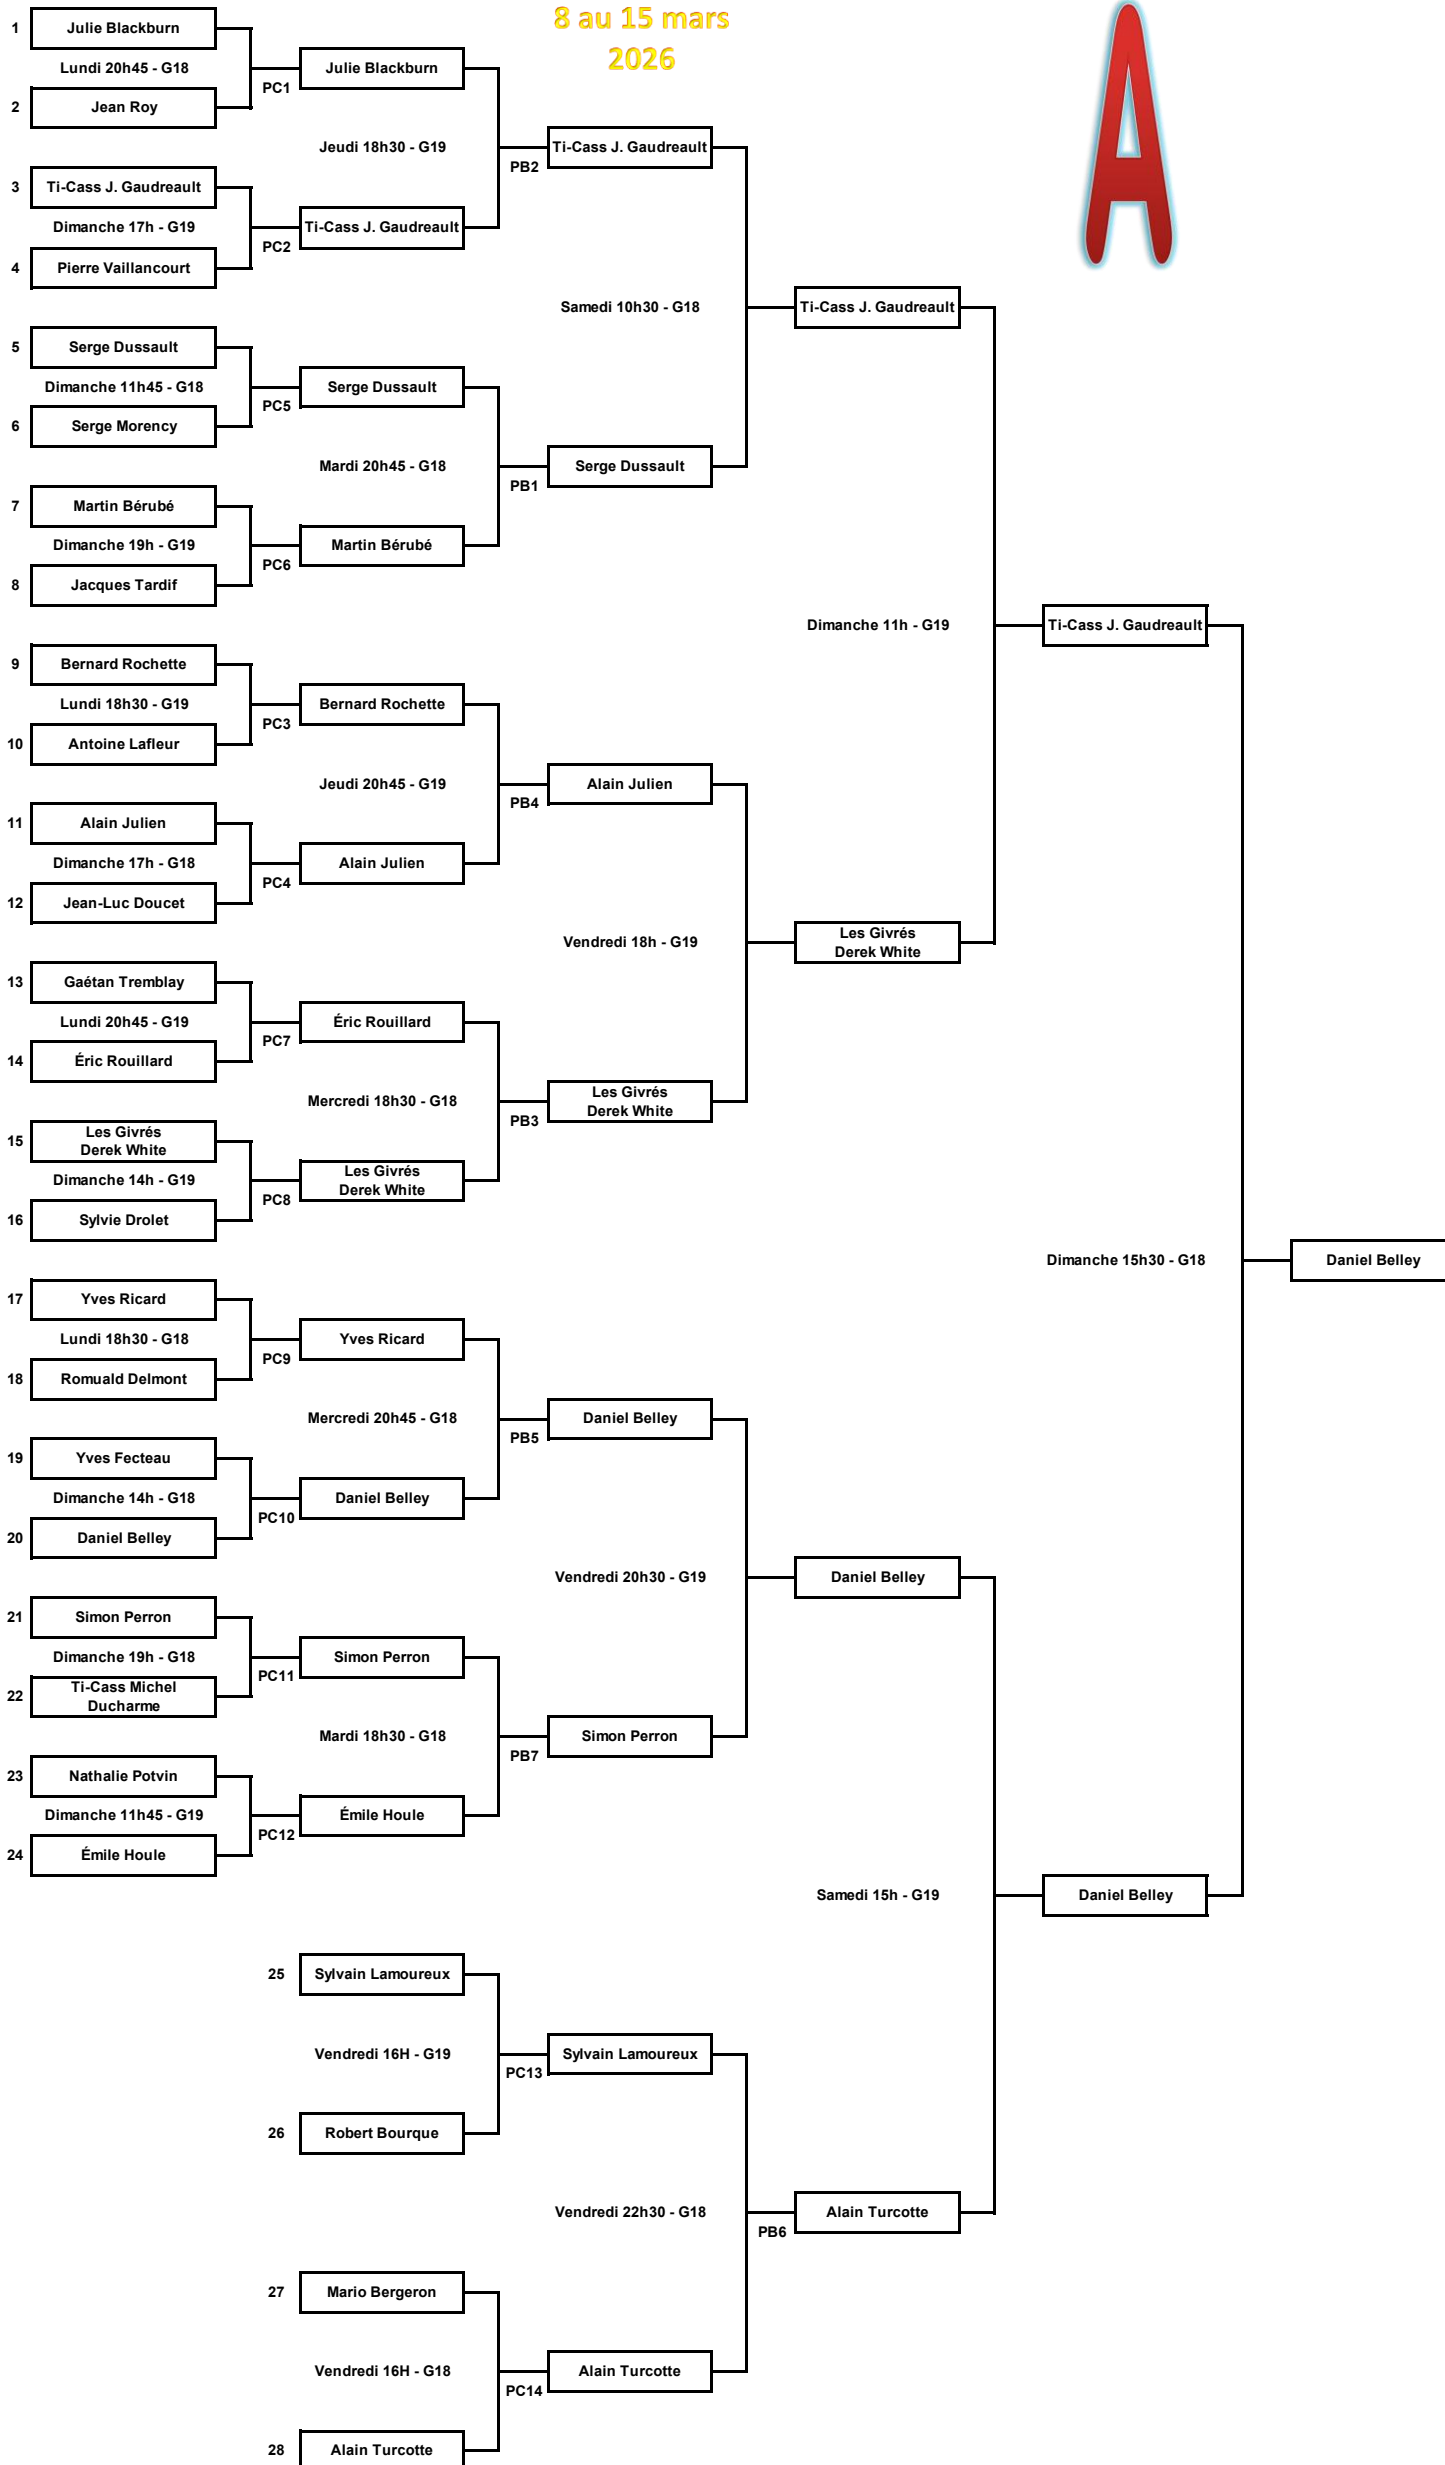 8 au 15 mars
2026
A
1 Julie Blackburn
Lundi 20h45 - G18
PC1 Julie Blackburn
2 Jean Roy
Jeudi 18h30 - G19
PB2 Ti-Cass J. Gaudreault
3 Ti-Cass J. Gaudreault
Dimanche 17h - G19
PC2 Ti-Cass J. Gaudreault
4 Pierre Vaillancourt
Samedi 10h30 - G18
Ti-Cass J. Gaudreault
5 Serge Dussault
Dimanche 11h45 - G18
PC5 Serge Dussault
6 Serge Morency
Mardi 20h45 - G18
PB1 Serge Dussault
7 Martin Bérubé
Dimanche 19h - G19
PC6 Martin Bérubé
8 Jacques Tardif
Dimanche 11h - G19
Ti-Cass J. Gaudreault
9 Bernard Rochette
Lundi 18h30 - G19
PC3 Bernard Rochette
10 Antoine Lafleur
Jeudi 20h45 - G19
PB4 Alain Julien
11 Alain Julien
Dimanche 17h - G18
PC4 Alain Julien
12 Jean-Luc Doucet
Vendredi 18h - G19
Les Givrés
Derek White
13 Gaétan Tremblay
Lundi 20h45 - G19
PC7 Éric Rouillard
14 Éric Rouillard
Mercredi 18h30 - G18
PB3 Les Givrés
Derek White
15 Les Givrés
Derek White
Dimanche 14h - G19
PC8 Les Givrés
Derek White
16 Sylvie Drolet
Dimanche 15h30 - G18
Daniel Belley
17 Yves Ricard
Lundi 18h30 - G18
PC9 Yves Ricard
18 Romuald Delmont
Mercredi 20h45 - G18
PB5 Daniel Belley
19 Yves Fecteau
Dimanche 14h - G18
PC10 Daniel Belley
20 Daniel Belley
Vendredi 20h30 - G19
Daniel Belley
21 Simon Perron
Dimanche 19h - G18
PC11 Simon Perron
22 Ti-Cass Michel
Ducharme
Mardi 18h30 - G18
PB7 Simon Perron
23 Nathalie Potvin
Dimanche 11h45 - G19
PC12 Émile Houle
24 Émile Houle
Samedi 15h - G19
Daniel Belley
25 Sylvain Lamoureux
Vendredi 16H - G19
PC13 Sylvain Lamoureux
26 Robert Bourque
Vendredi 22h30 - G18
PB6 Alain Turcotte
27 Mario Bergeron
Vendredi 16H - G18
PC14 Alain Turcotte
28 Alain Turcotte